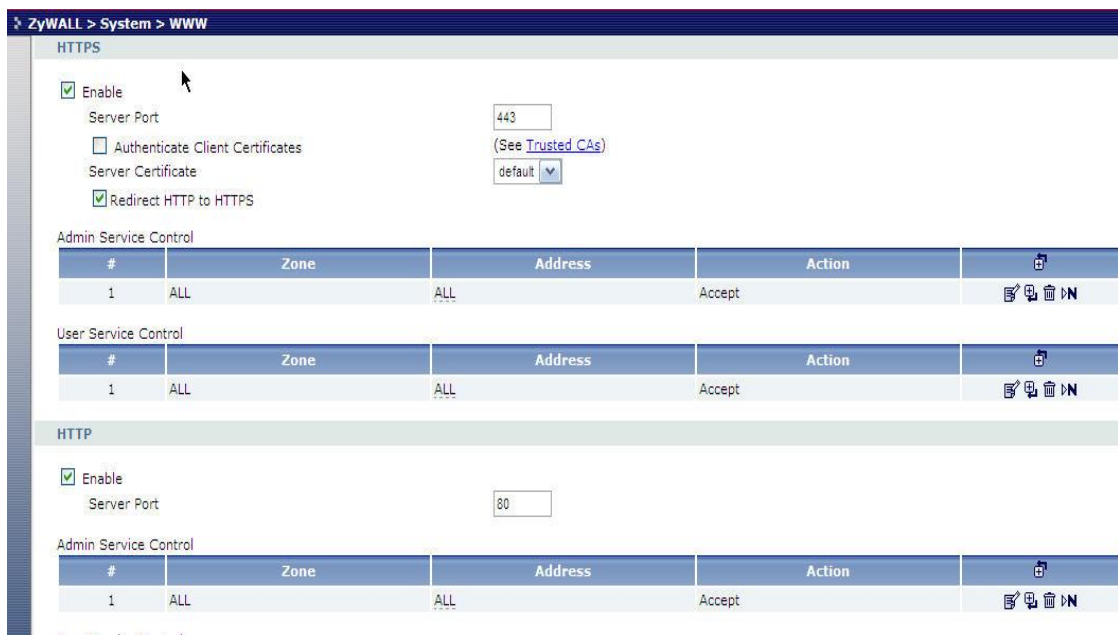 ZyWALL > System > WWW
HTTPS
Enable
Server Port 443
Authenticate Client Certificates (See Trusted CAs)
Server Certificate default
Redirect HTTP to HTTPS
Admin Service Control
# Zone Address Action
1 ALL ALL Accept N
User Service Control
# Zone Address Action
1 ALL ALL Accept N
HTTP
Enable
Server Port 80
Admin Service Control
# Zone Address Action
1 ALL ALL Accept N